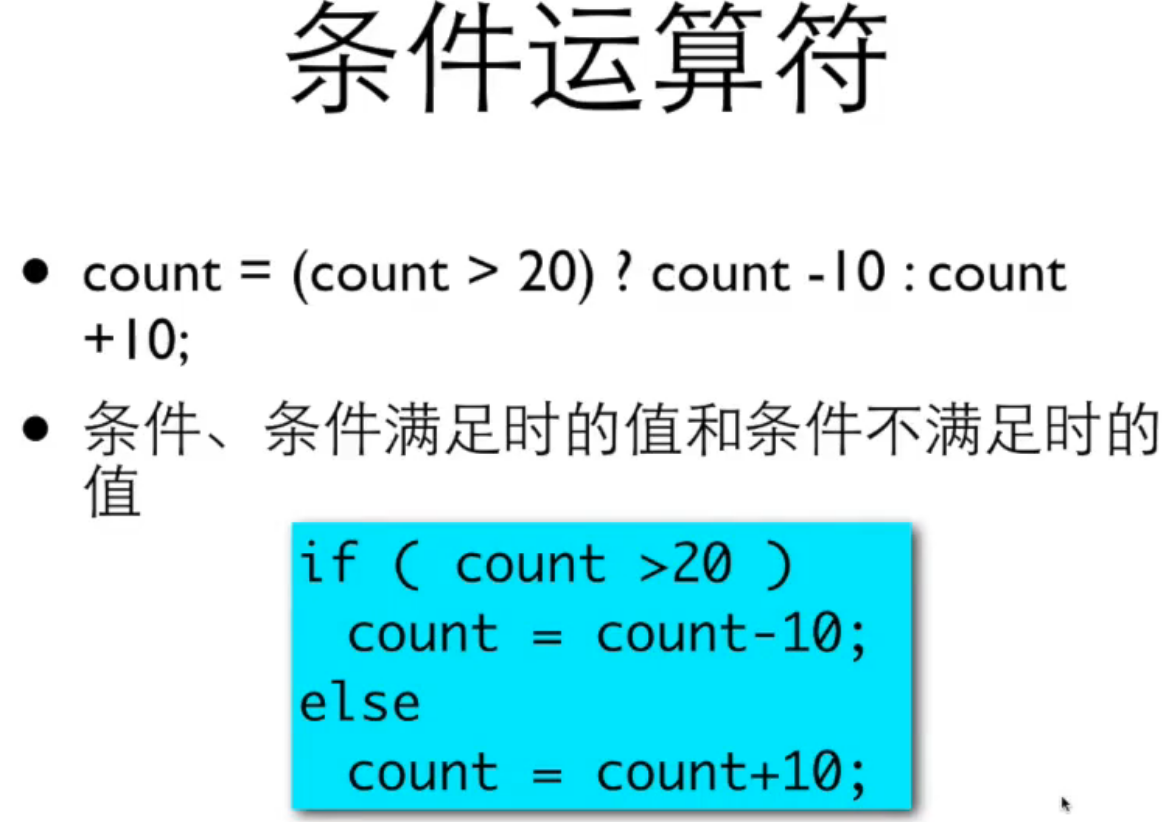 条件运算符
• count = (count > 20) ? count -10 : count
+10;
• 条件、条件满足时的值和条件不满足时的
值
if ( count >20 )
  count = count-10;
else
  count = count+10;